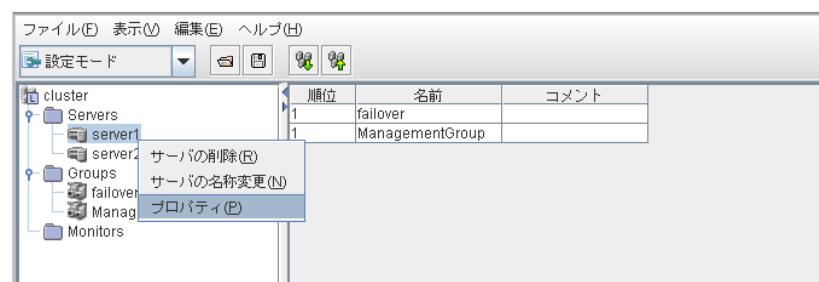 ファイル(F) 表示(V) 編集(E) ヘルプ(H)
設定モード
cluster
Servers
server1
server2
Groups
failover
Manag
Monitors
サーバの削除(R)
サーバの名称変更(N)
プロパティ(P)
順位 名前 コメント
1 failover
1 ManagementGroup